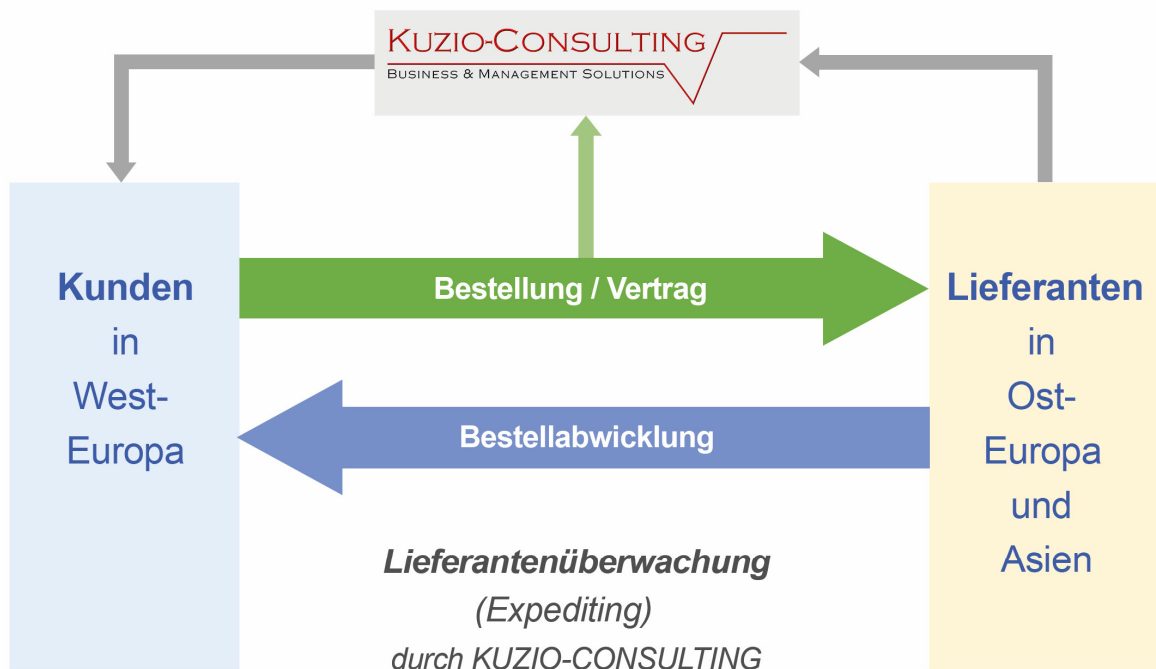 KUZIO-CONSULTING
BUSINESS & MANAGEMENT SOLUTIONS
Kunden
in
West-
Europa
Bestellung / Vertrag
Bestellabwicklung
Lieferanten
in
Ost-
Europa
und
Asien
Lieferantenüberwachung
(Expediting)
durch KUZIO-CONSULTING